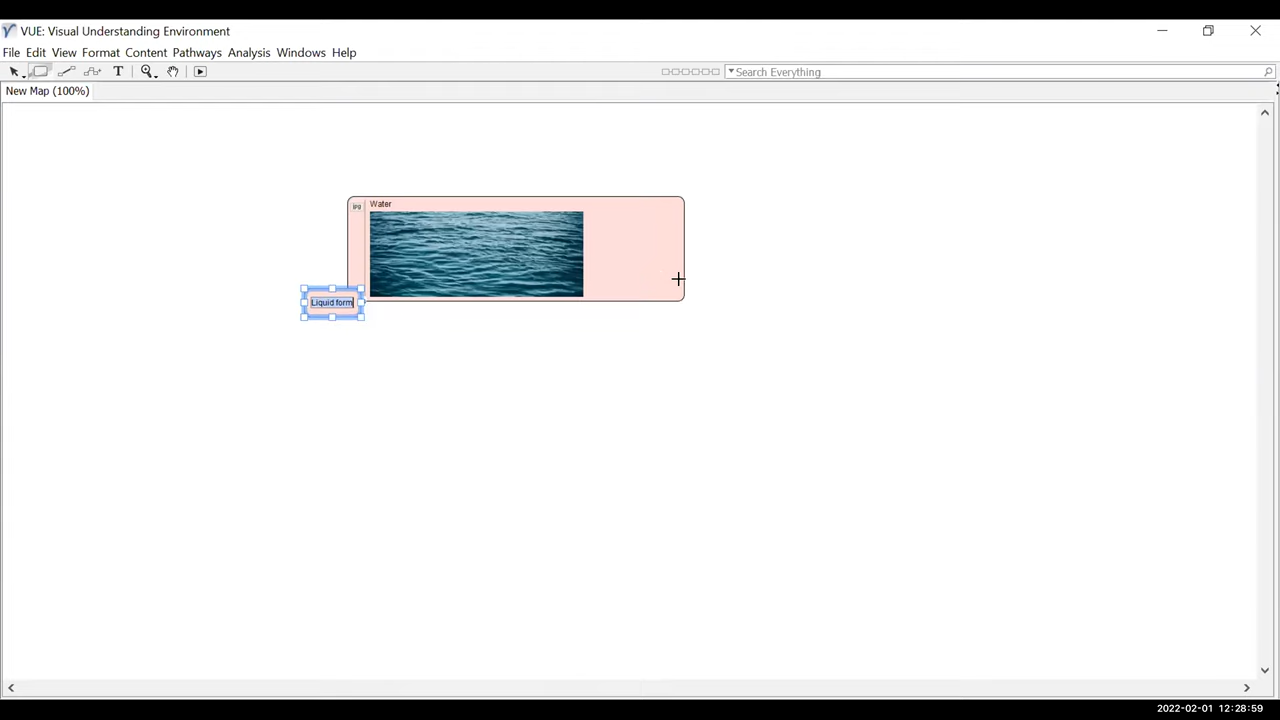 VUE: Visual Understanding Environment
File Edit View Format Content Pathways Analysis Windows Help
T Search Everything
New Map (100%)
jpg Water
Liquid form
2022-02-01 12:28:59